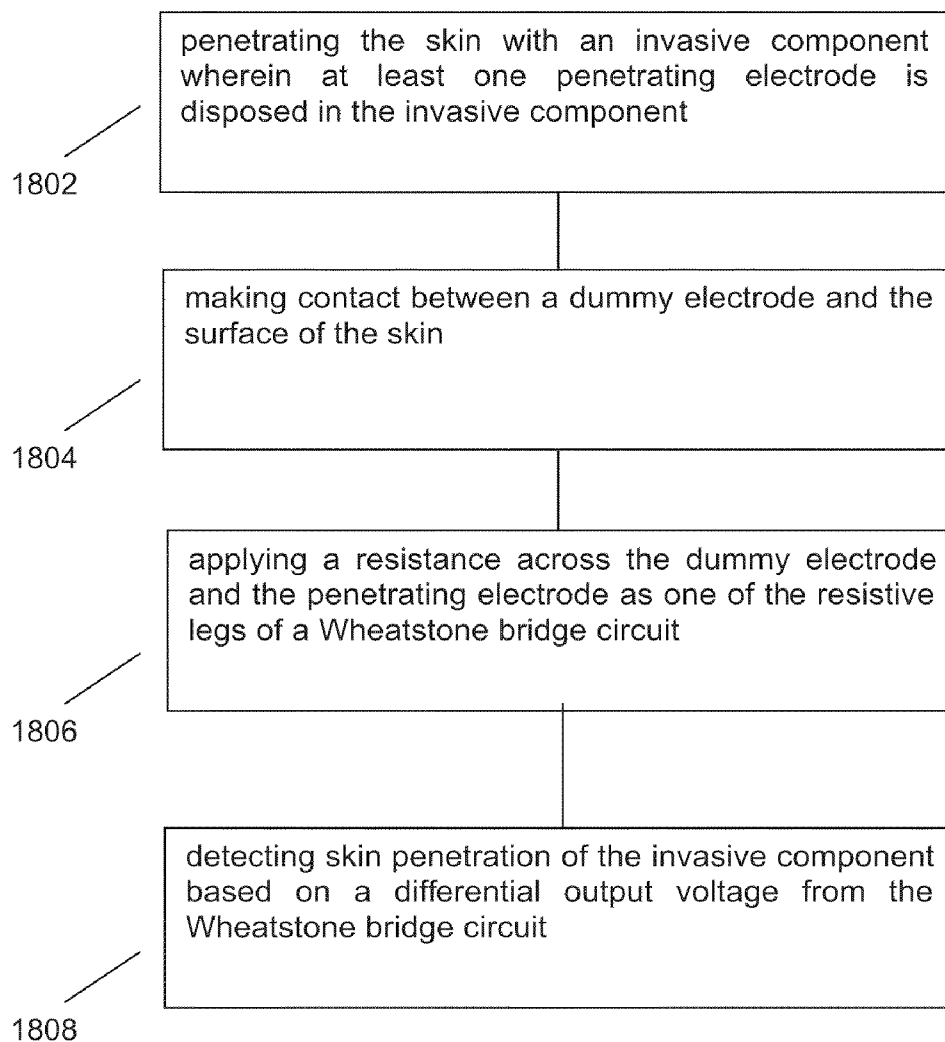 penetrating the skin with an invasive component
wherein at least one penetrating electrode is
disposed in the invasive component
1802
making contact between a dummy electrode and the
surface of the skin
1804
applying a resistance across the dummy electrode
and the penetrating electrode as one of the resistive
legs of a Wheatstone bridge circuit
1806
detecting skin penetration of the invasive component
based on a differential output voltage from the
Wheatstone bridge circuit
1808